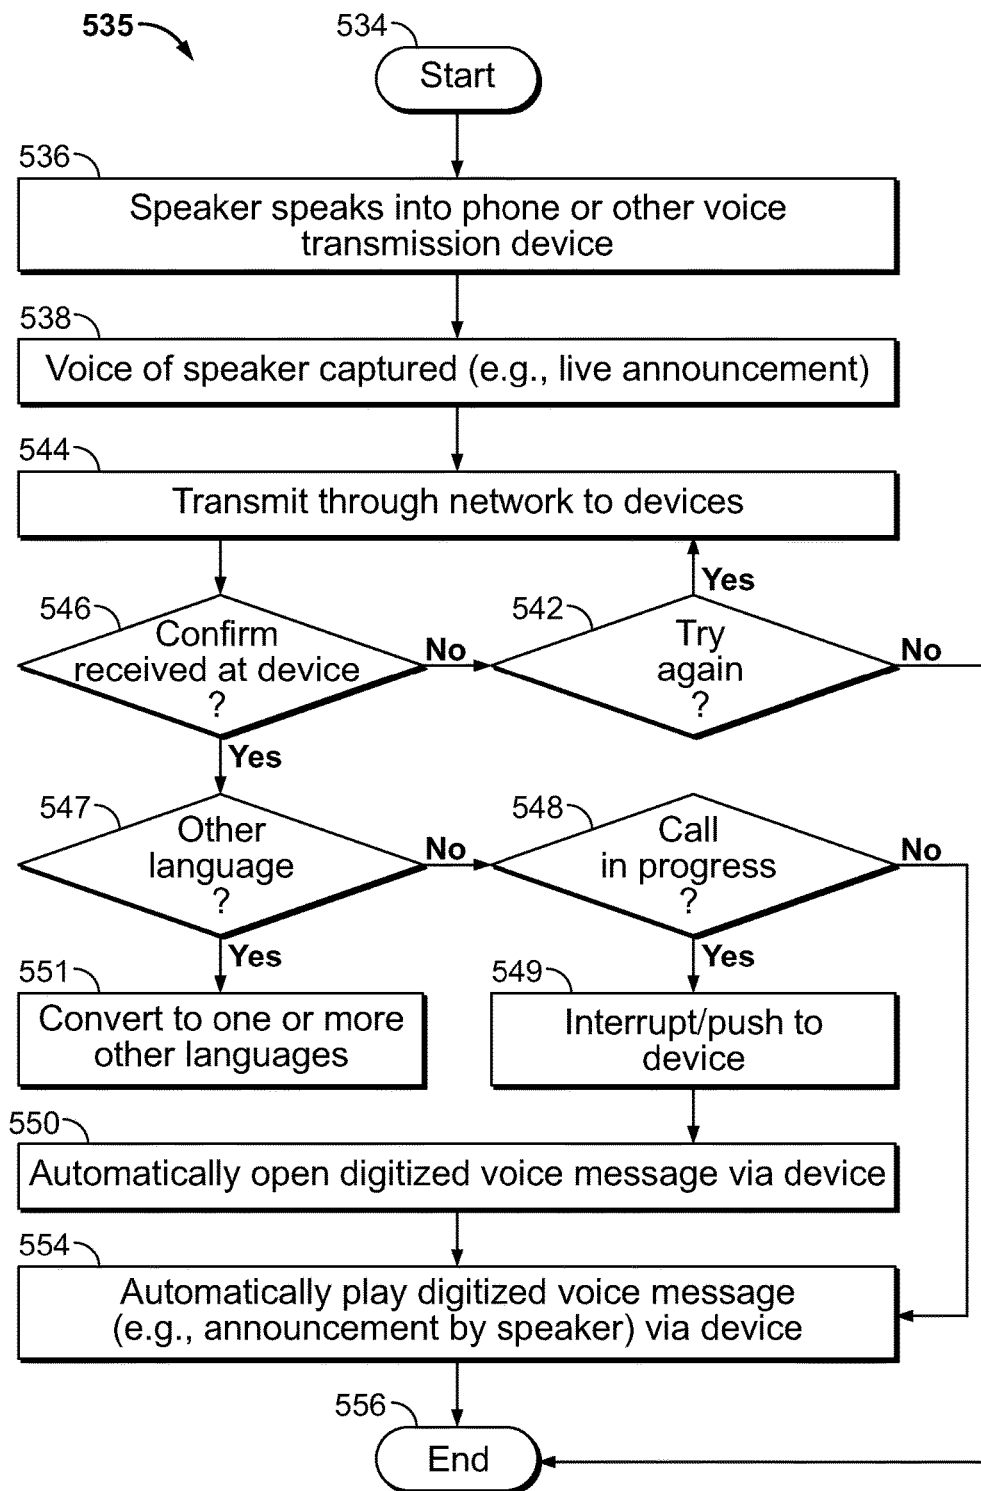 535
534
Start
536
Speaker speaks into phone or other voice
transmission device
538
Voice of speaker captured (e.g., live announcement)
544
Transmit through network to devices
546
Confirm
received at device
?
No
Yes
542
Try
again
?
Yes
No
547
Other
language
?
No
Yes
548
Call
in progress
?
No
Yes
551
Convert to one or more
other languages
549
Interrupt/push to
device
550
Automatically open digitized voice message via device
554
Automatically play digitized voice message
(e.g., announcement by speaker) via device
556
End